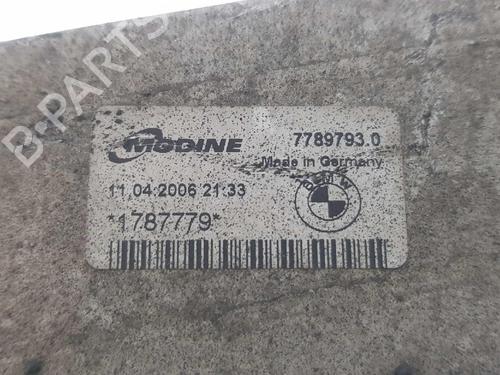 B-PARTS
MODINE
7789793.0
Made in Germany
11.04.2006 21:33
BMW
*1787779*